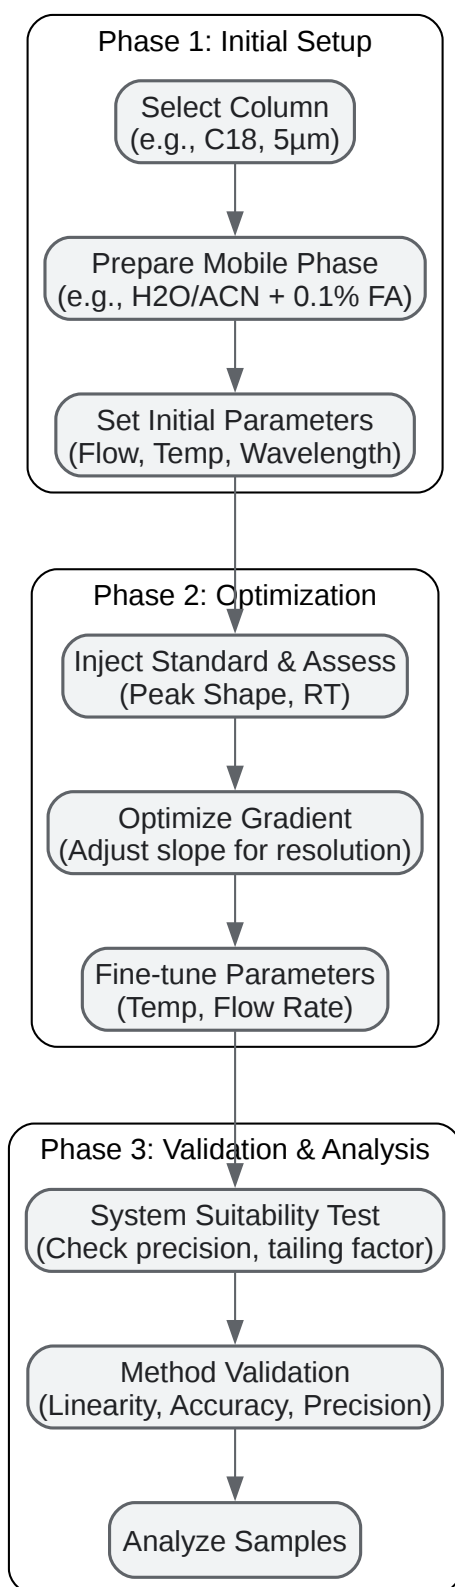 Phase 1: Initial Setup
Select Column
(e.g., C18, 5µm)
Prepare Mobile Phase
(e.g., H2O/ACN + 0.1% FA)
Set Initial Parameters
(Flow, Temp, Wavelength)
Phase 2: Optimization
Inject Standard & Assess
(Peak Shape, RT)
Optimize Gradient
(Adjust slope for resolution)
Fine-tune Parameters
(Temp, Flow Rate)
Phase 3: Validation & Analysis
System Suitability Test
(Check precision, tailing factor)
Method Validation
(Linearity, Accuracy, Precision)
Analyze Samples